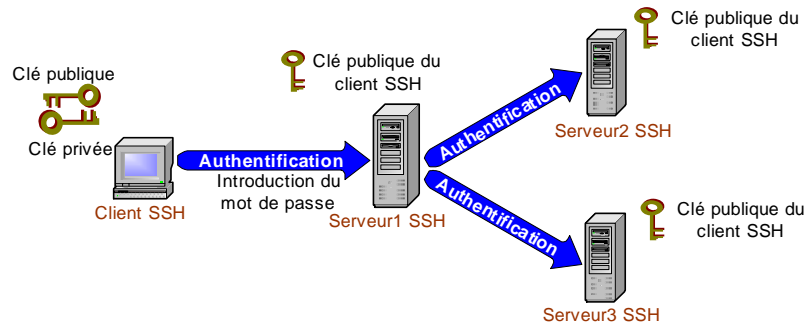 Clé publique
Clé privée
Client SSH
Authentification
Introduction du
mot de passe
Clé publique du
client SSH
Serveur1 SSH
Authentification
Authentification
Clé publique du
client SSH
Serveur2 SSH
Clé publique du
client SSH
Serveur3 SSH